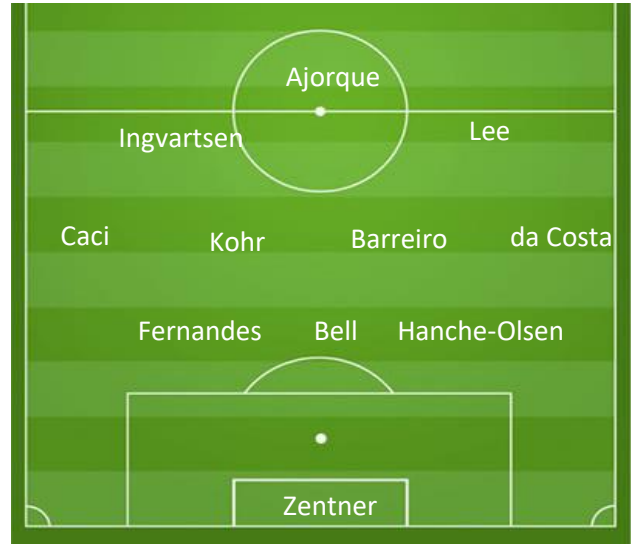 Ajorque
Ingvartsen Lee
Caci Kohr Barreiro da Costa
Fernandes Bell Hanche-Olsen
Zentner